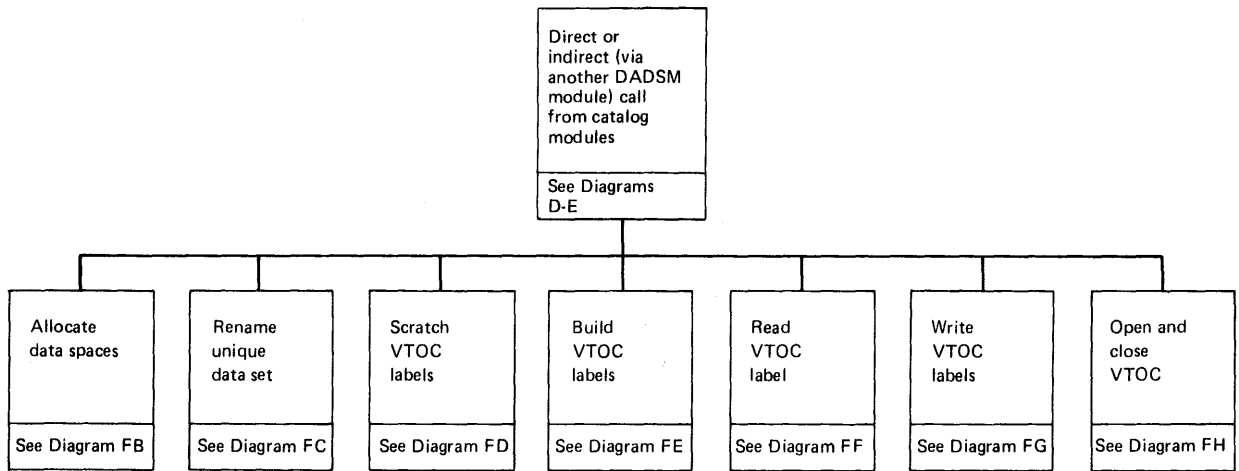 Direct or
indirect (via
another DADSM
module) call
from catalog
modules
See Diagrams
D-E
Allocate
data spaces
See Diagram FB
Rename
unique
data set
See Diagram FC
Scratch
VTOC
labels
See Diagram FD
Build
VTOC
labels
See Diagram FE
Read
VTOC
label
See Diagram FF
Write
VTOC
labels
See Diagram FG
Open and
close
VTOC
See Diagram FH